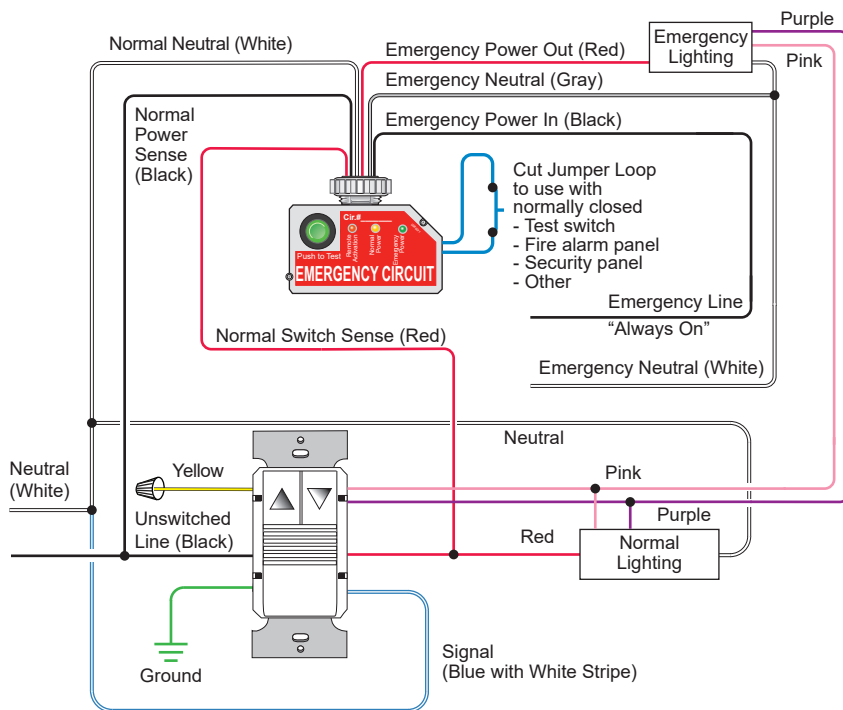 Purple
Normal Neutral (White)
Emergency Power Out (Red)
Emergency
Lighting
Pink
Emergency Neutral (Gray)
Normal
Power
Sense
(Black)
Emergency Power In (Black)
Cut Jumper Loop
to use with
normally closed
- Test switch
- Fire alarm panel
- Security panel
- Other
Cir.#______
Push to Test
Remote
Activation
Normal
Power
Emergency
Power
EMERGENCY CIRCUIT
Emergency Line
“Always On”
Normal Switch Sense (Red)
Emergency Neutral (White)
Neutral
Neutral
(White)
Yellow
Pink
Unswitched
Line (Black)
Purple
Red
Normal
Lighting
Signal
(Blue with White Stripe)
Ground